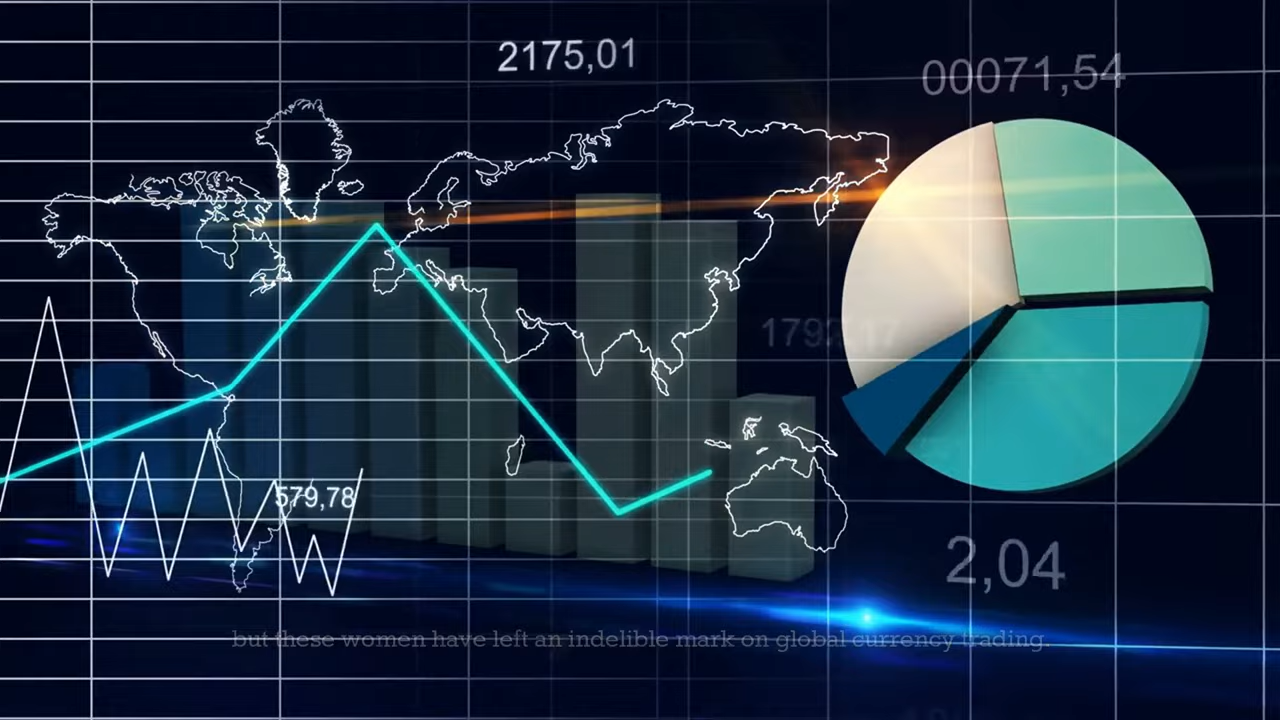 2175,01
00071,54
579,78
2,04
but these women have left an indelible mark on global currency trading.